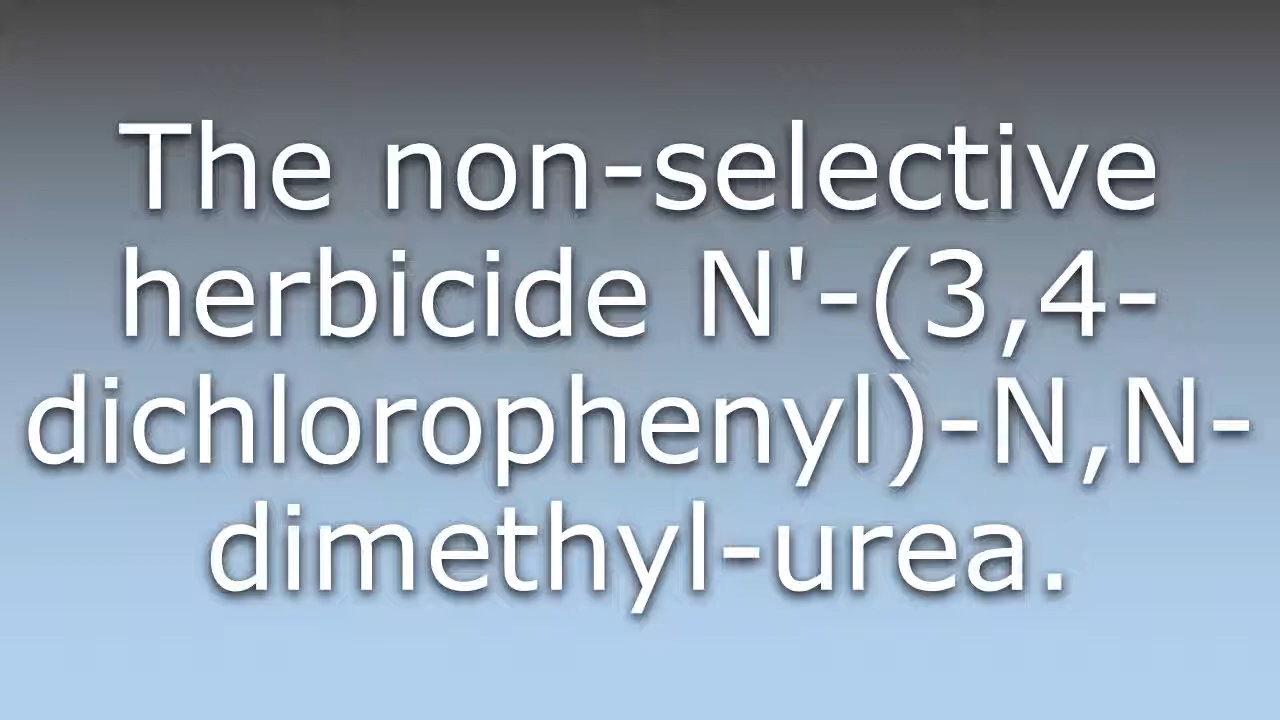 The non-selective
herbicide N'-(3,4-
dichlorophenyl)-N,N-
dimethyl-urea.